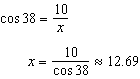 cos 38 = 10/x
x = 10/cos 38 ≈ 12.69